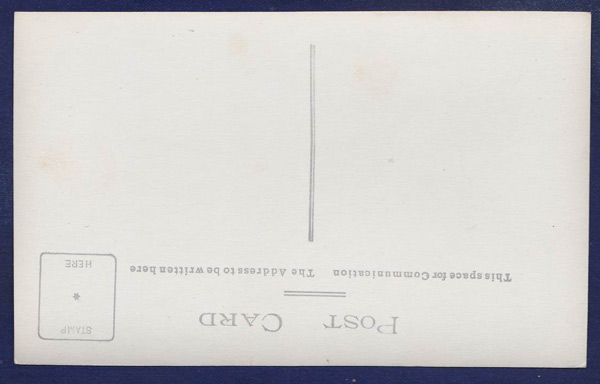 POST CARD
This space for Communication    The Address to be written here
STAMP
*
HERE